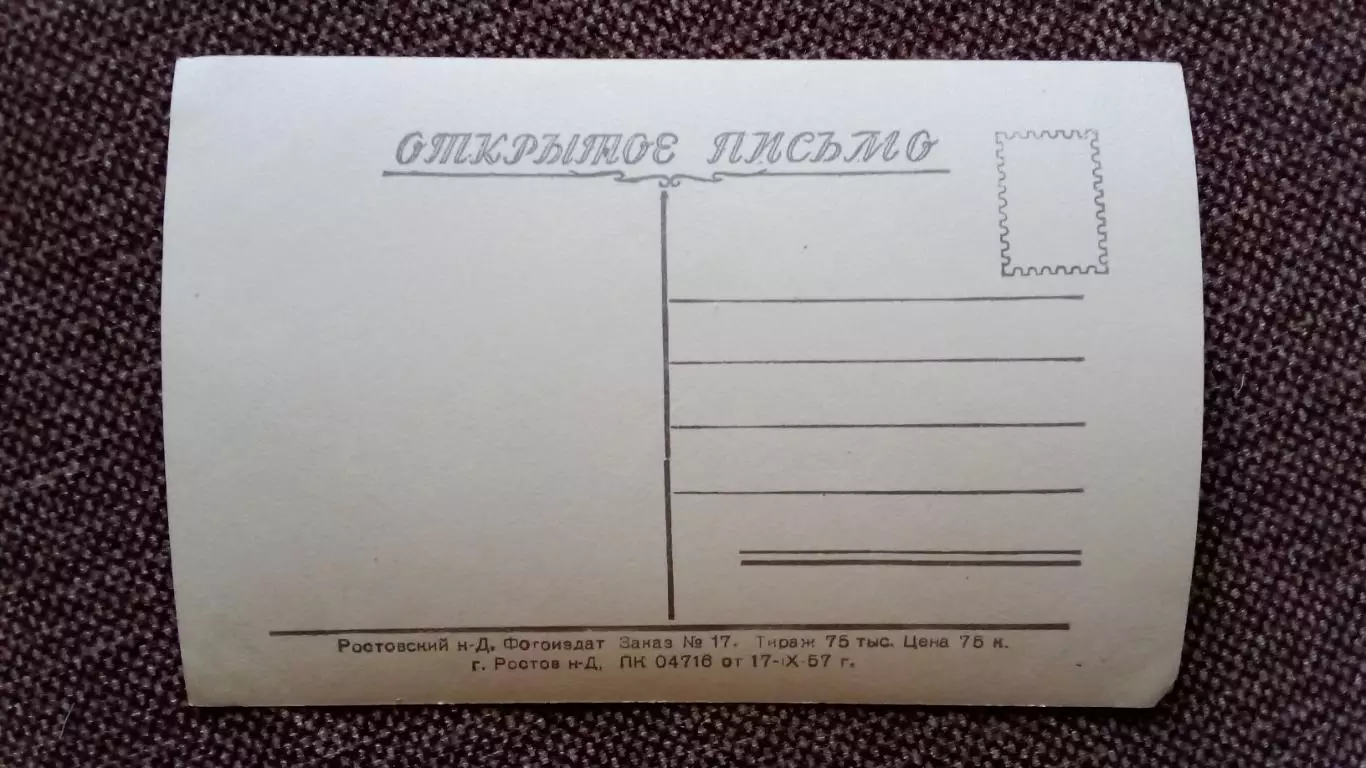 ОТКРЫТОЕ ПИСЬМО
Ростовский н-Д, Фотоиздат Заказ № 17. Тираж 75 тыс. Цена 75 к.
г. Ростов н-Д, ПК 04716 от 17-IX-57 г.